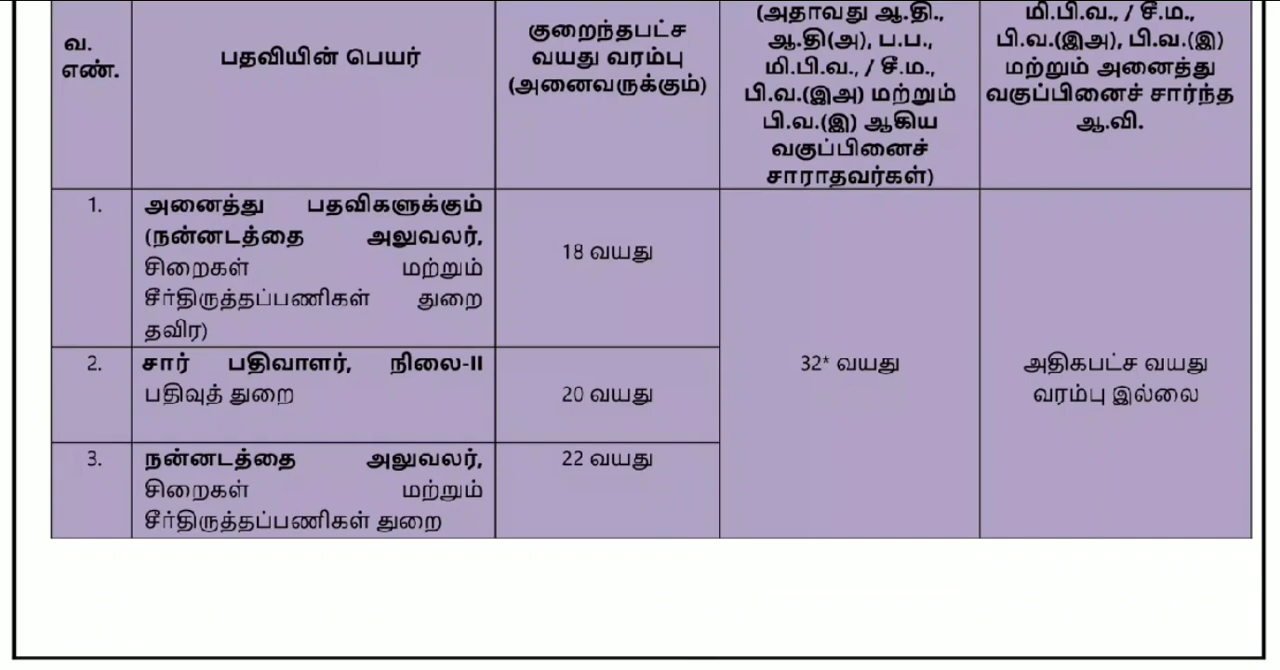 வ.
எண்.
பதவியின் பெயர்
குறைந்தபட்ச
வயது வரம்பு
(அனைவருக்கும்)
(அதாவது ஆ.தி.,
ஆ.தி(அ), ப.ப.,
மி.பி.வ., / சீ.ம.,
பி.வ.(இஅ) மற்றும்
பி.வ.(இ) ஆகிய
வகுப்பினைச்
சாராதவர்கள்)
மி.பி.வ., / சீ.ம.,
பி.வ.(இஅ), பி.வ.(இ)
மற்றும் அனைத்து
வகுப்பினைச் சார்ந்த
ஆ.வி.
1.
அனைத்து பதவிகளுக்கும்
(நன்னடத்தை அலுவலர்,
சிறைகள் மற்றும்
சீர்திருத்தப்பணிகள் துறை
தவிர)
18 வயது
2.
சார் பதிவாளர், நிலை-II
பதிவுத் துறை
20 வயது
32* வயது
அதிகபட்ச வயது
வரம்பு இல்லை
3.
நன்னடத்தை அலுவலர்,
சிறைகள் மற்றும்
சீர்திருத்தப்பணிகள் துறை
22 வயது